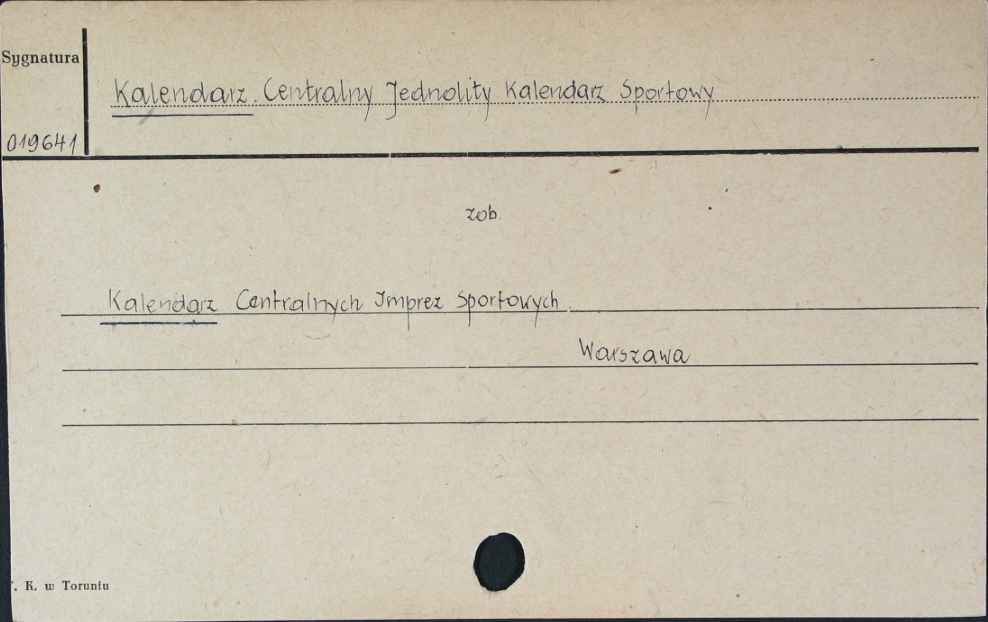 Sygnatura
Kalendarz. Centralny Jednolity Kalendarz Sportowy
019641
zob.
Kalendarz Centralnych Imprez Sportowych.
Warszawa
. K. w Toruniu